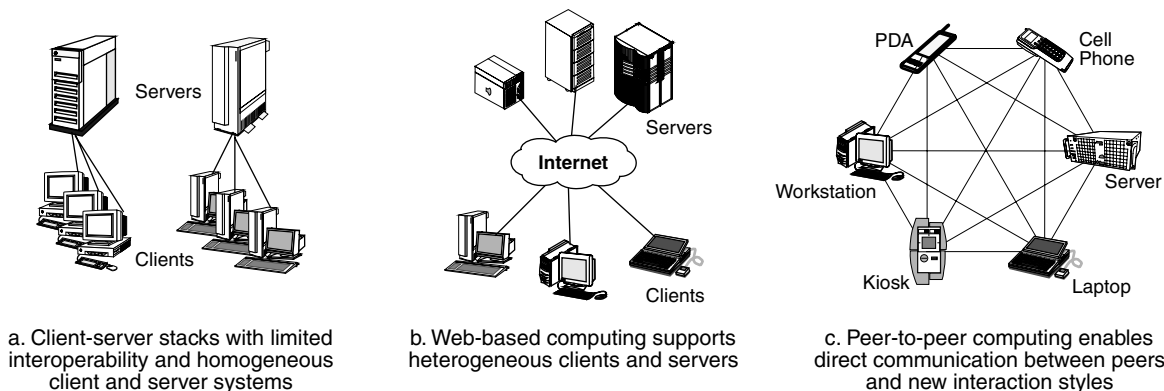 Servers
Clients
a. Client-server stacks with limited
interoperability and homogeneous
client and server systems
Servers
Internet
Clients
b. Web-based computing supports
heterogeneous clients and servers
PDA
Cell
Phone
Workstation
Server
Kiosk
Laptop
c. Peer-to-peer computing enables
direct communication between peers
and new interaction styles